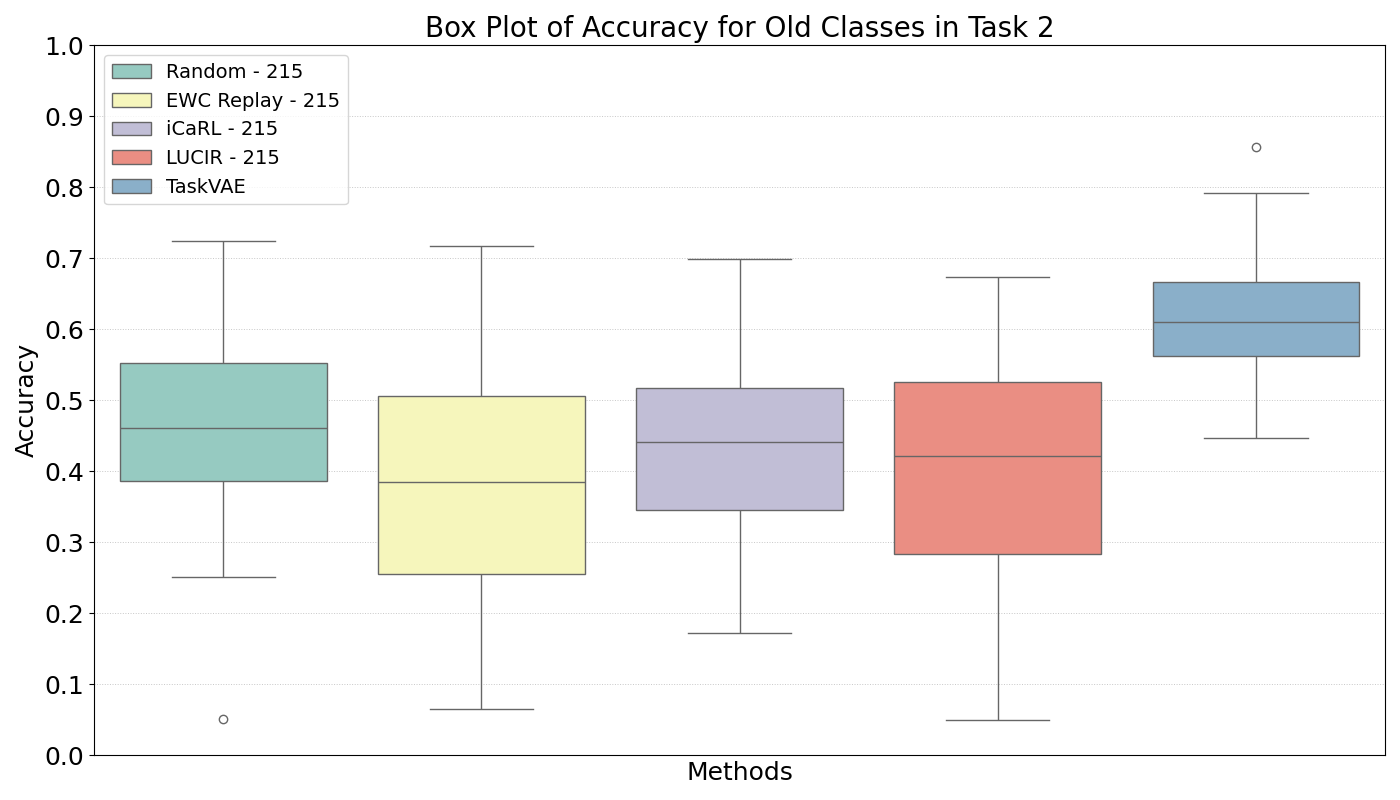 Box Plot of Accuracy for Old Classes in Task 2
1.0
0.9
0.8
0.7
0.6
0.5
0.4
0.3
0.2
0.1
0.0
Accuracy
Random - 215
EWC Replay - 215
iCaRL - 215
LUCIR - 215
TaskVAE
Methods